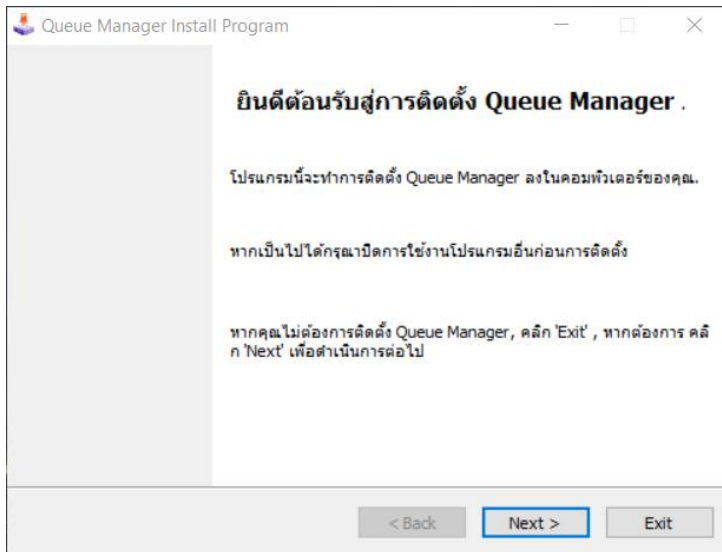 Queue Manager Install Program
ยินดีต้อนรับสู่การติดตั้ง Queue Manager .
โปรแกรมนี้จะทำการติดตั้ง Queue Manager ลงในคอมพิวเตอร์ของคุณ.
หากเป็นไปได้กรุณาปิดการใช้งานโปรแกรมอื่นก่อนการติดตั้ง
หากคุณไม่ต้องการติดตั้ง Queue Manager, คลิก 'Exit' , หากต้องการ คลิ
ก 'Next' เพื่อดำเนินการต่อไป
< Back
Next >
Exit